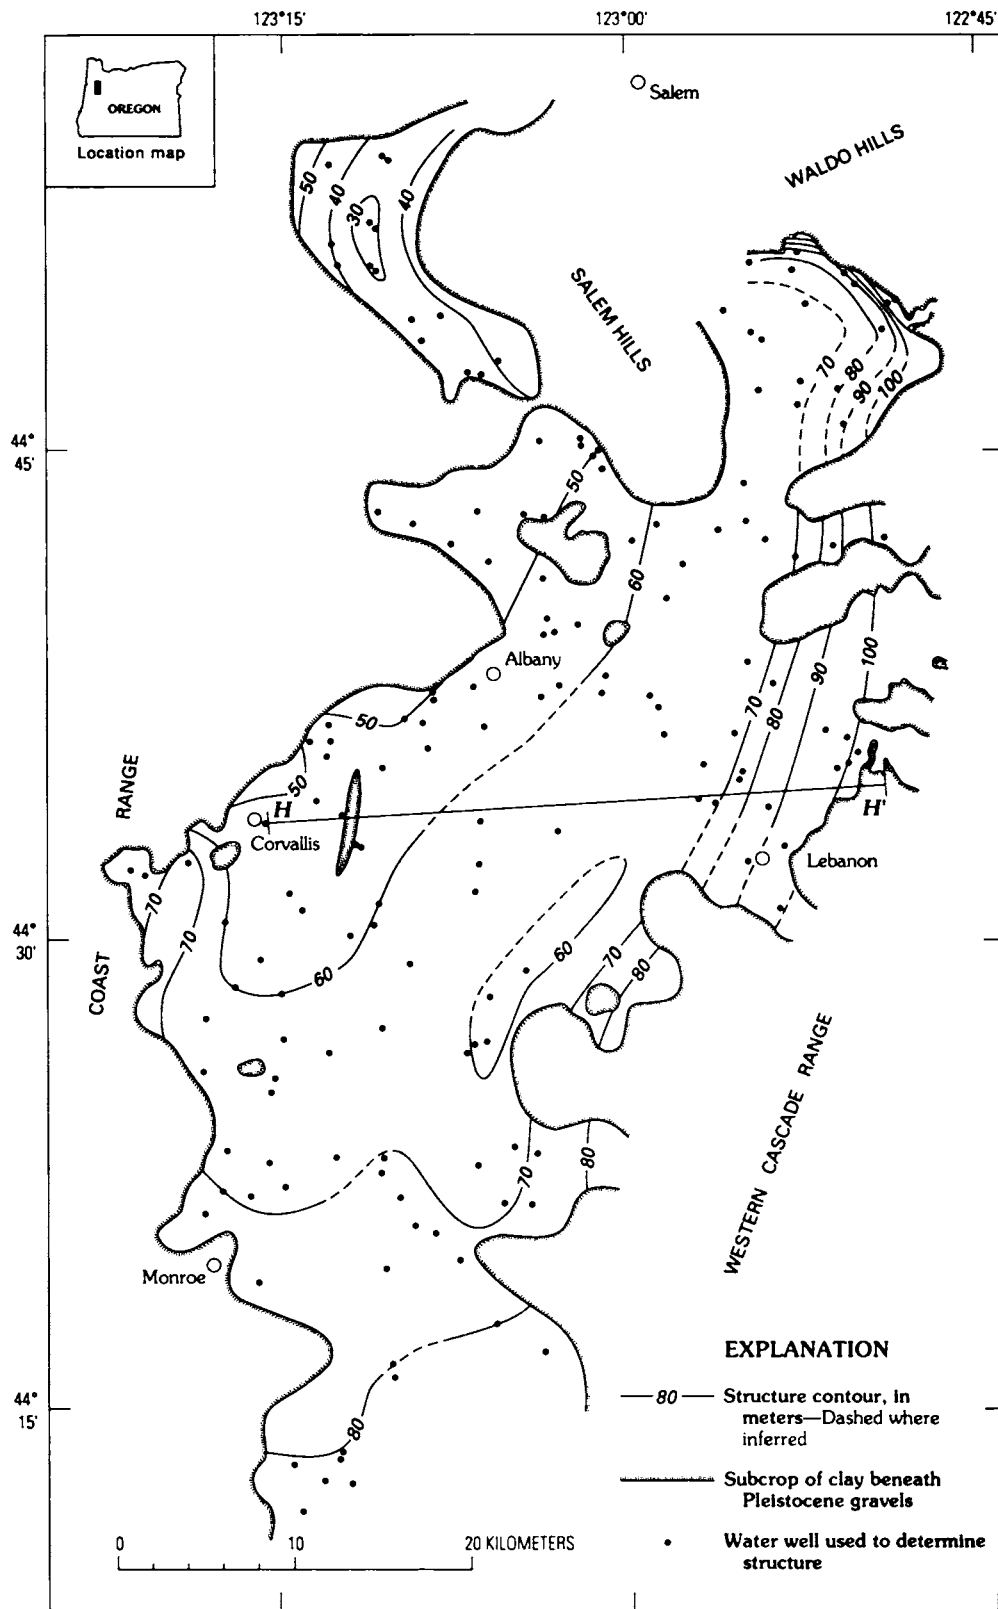 123°15' 123°00' 122°45'
OREGON
Location map
Salem
WALDO HILLS
SALEM HILLS
50
40
30
40
70
80
90
100
44°
45'
50
60
Albany
50
70
80
90
100
50
H
H'
Corvallis
Lebanon
COAST RANGE
70
70
44°
30'
60
60
70
80
WESTERN CASCADE RANGE
70
80
Monroe
80
44°
15'
EXPLANATION
80 Structure contour, in
meters—Dashed where
inferred
Subcrop of clay beneath
Pleistocene gravels
Water well used to determine
structure
0 10 20 KILOMETERS